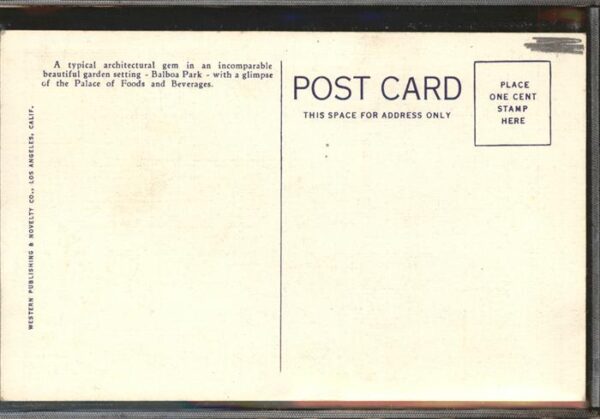 A typical architectural gem in an incomparable
beautiful garden setting - Balboa Park - with a glimpse
of the Palace of Foods and Beverages.
WESTERN PUBLISHING & NOVELTY CO., LOS ANGELES, CALIF.
POST CARD
THIS SPACE FOR ADDRESS ONLY
PLACE
ONE CENT
STAMP
HERE